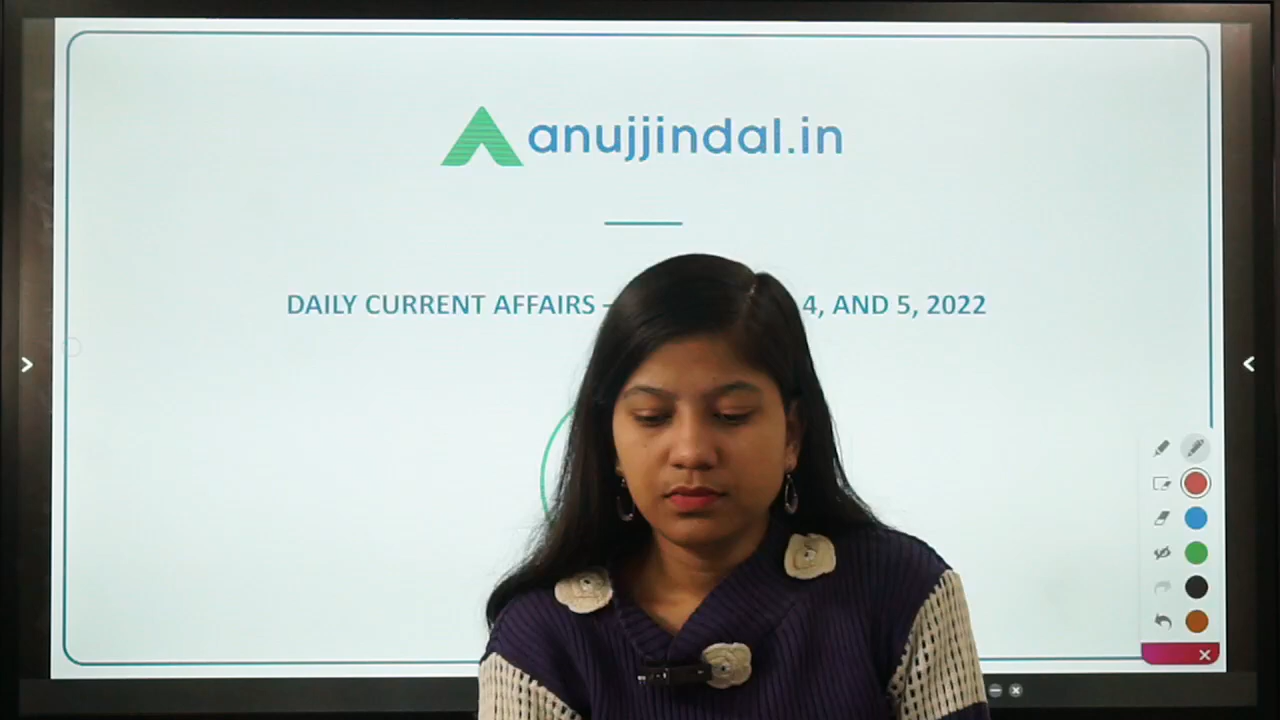 anujjindal.in
DAILY CURRENT AFFAIRS – 4, AND 5, 2022